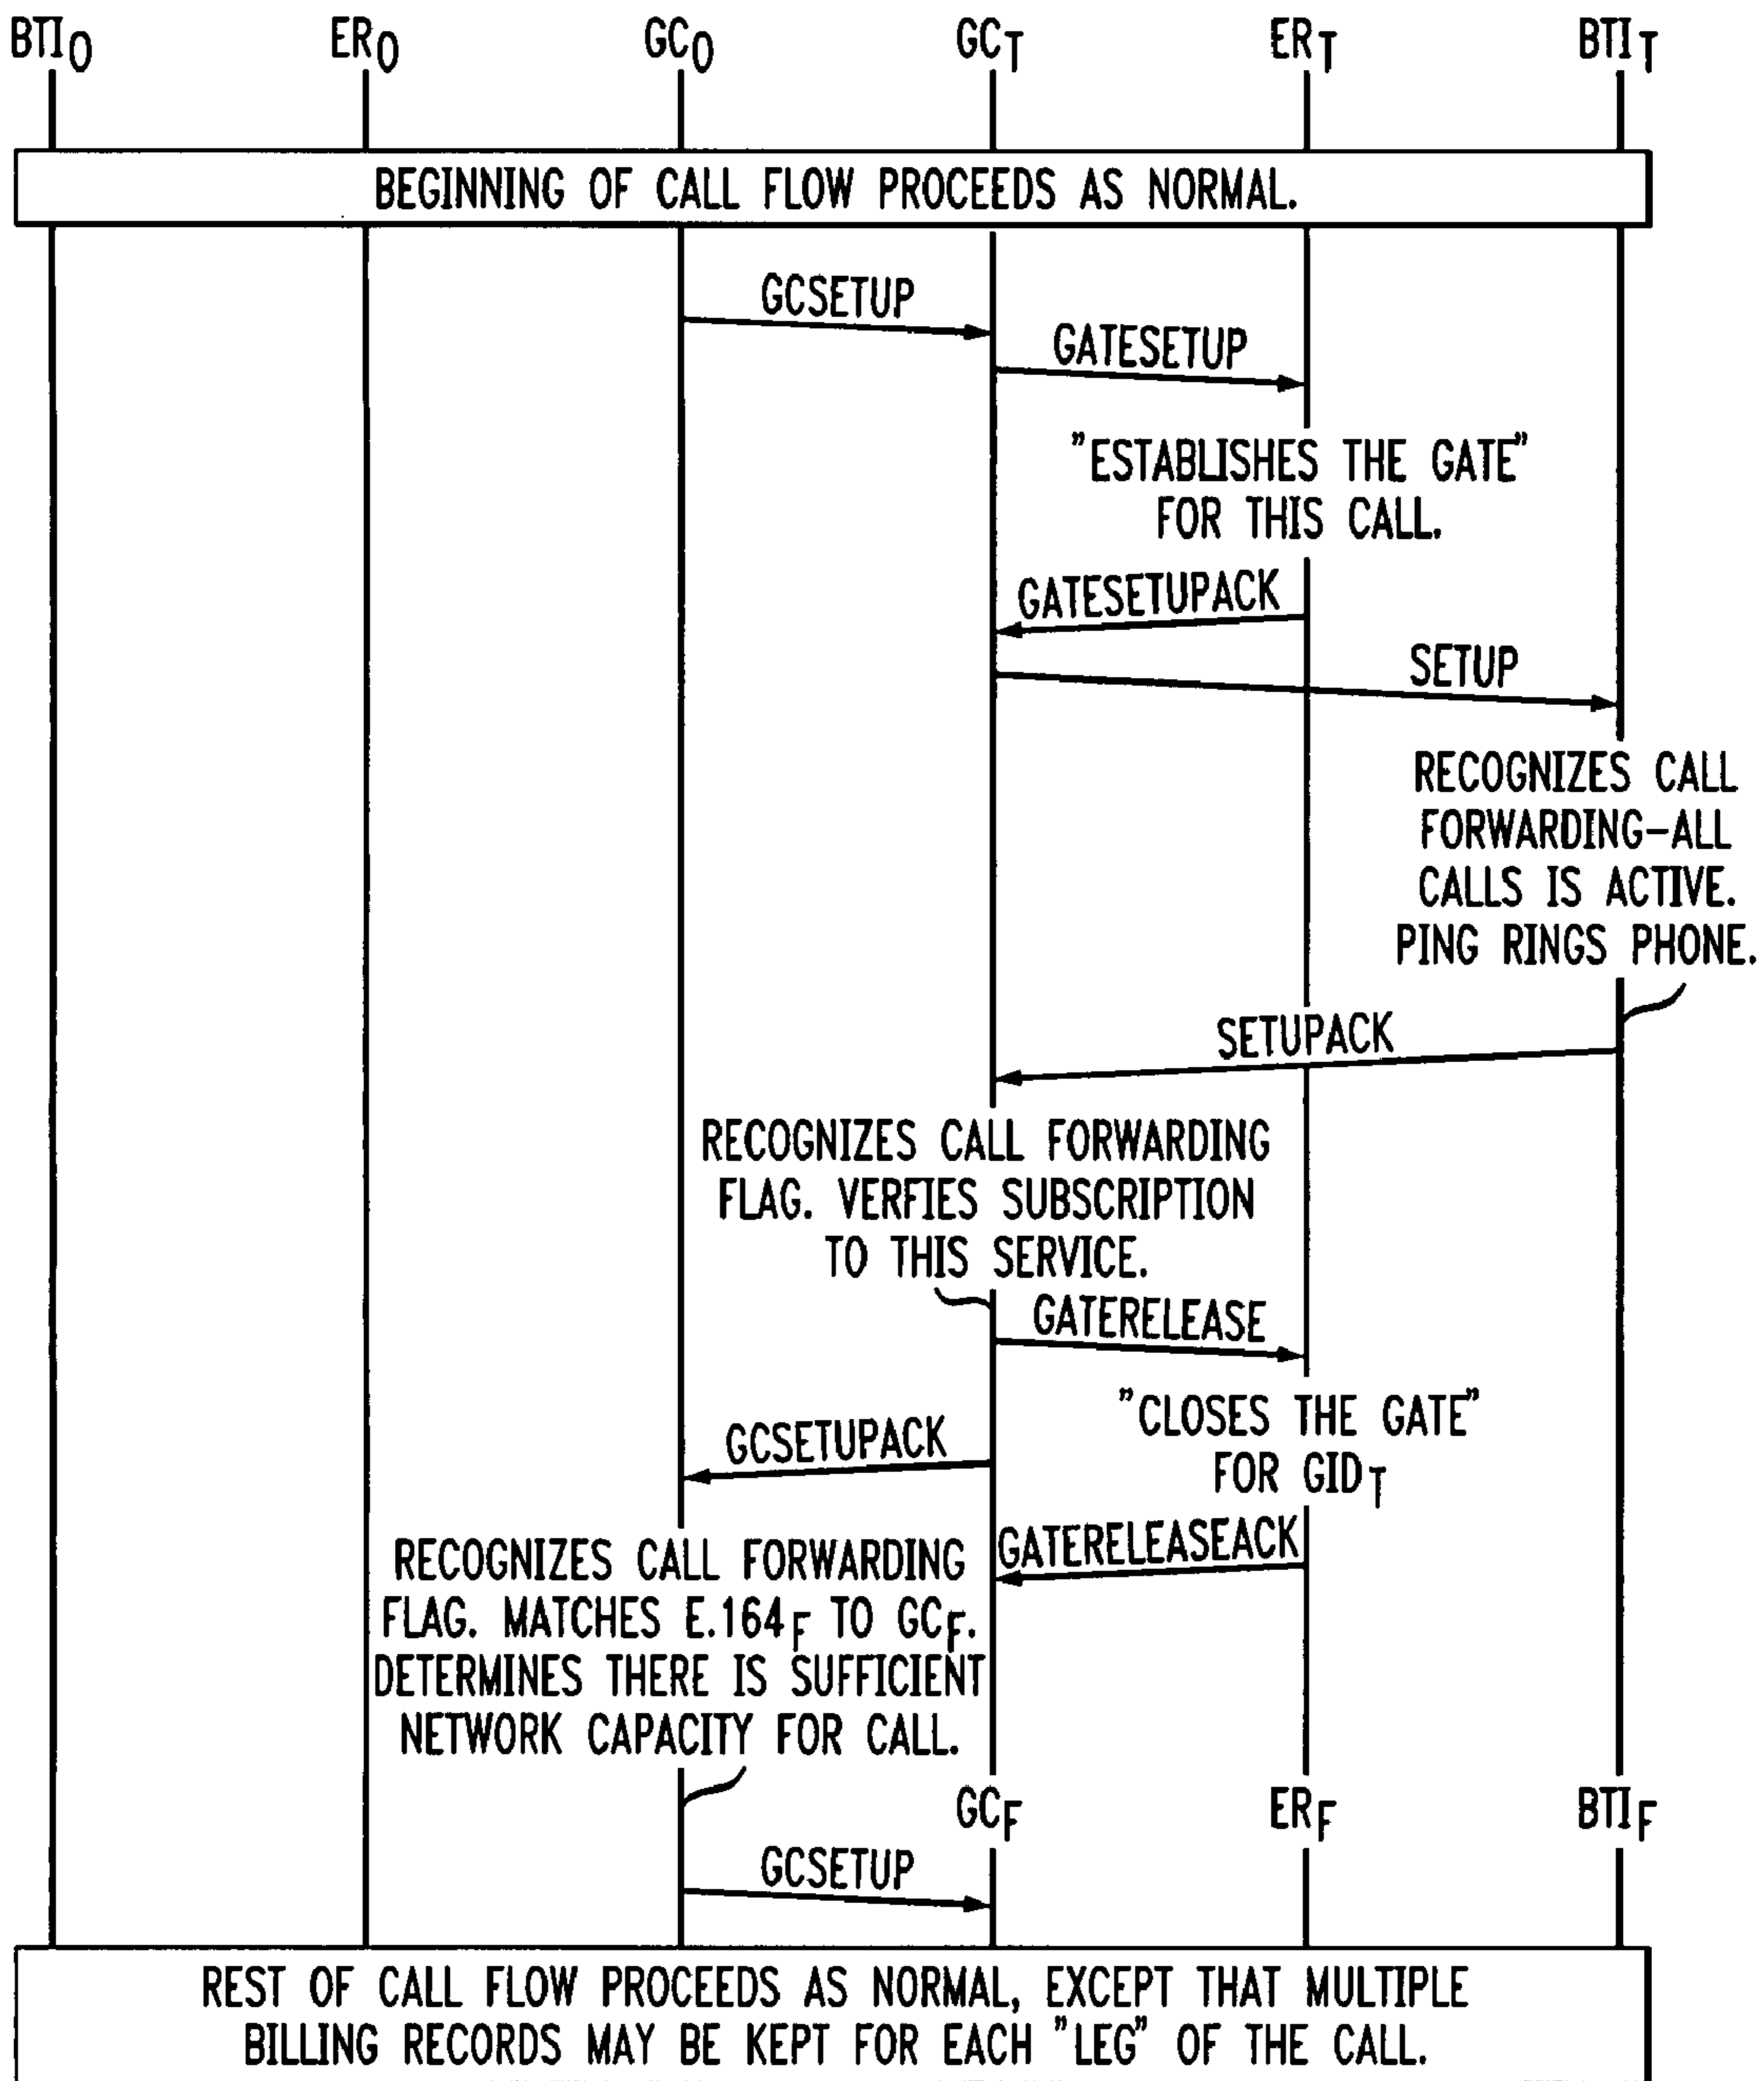 BTIO ERO GCO GCT ERT BTIT
BEGINNING OF CALL FLOW PROCEEDS AS NORMAL.
GCSETUP
GATESETUP
"ESTABLISHES THE GATE"
FOR THIS CALL.
GATESETUPACK
SETUP
RECOGNIZES CALL
FORWARDING-ALL
CALLS IS ACTIVE.
PING RINGS PHONE.
SETUPACK
RECOGNIZES CALL FORWARDING
FLAG. VERFIES SUBSCRIPTION
TO THIS SERVICE.
GATERELEASE
"CLOSES THE GATE"
FOR GIDT
GCSETUPACK
GATERELEASEACK
RECOGNIZES CALL FORWARDING
FLAG. MATCHES E.164F TO GCF.
DETERMINES THERE IS SUFFICIENT
NETWORK CAPACITY FOR CALL.
GCF ERF BTIF
GCSETUP
REST OF CALL FLOW PROCEEDS AS NORMAL, EXCEPT THAT MULTIPLE
BILLING RECORDS MAY BE KEPT FOR EACH "LEG" OF THE CALL.